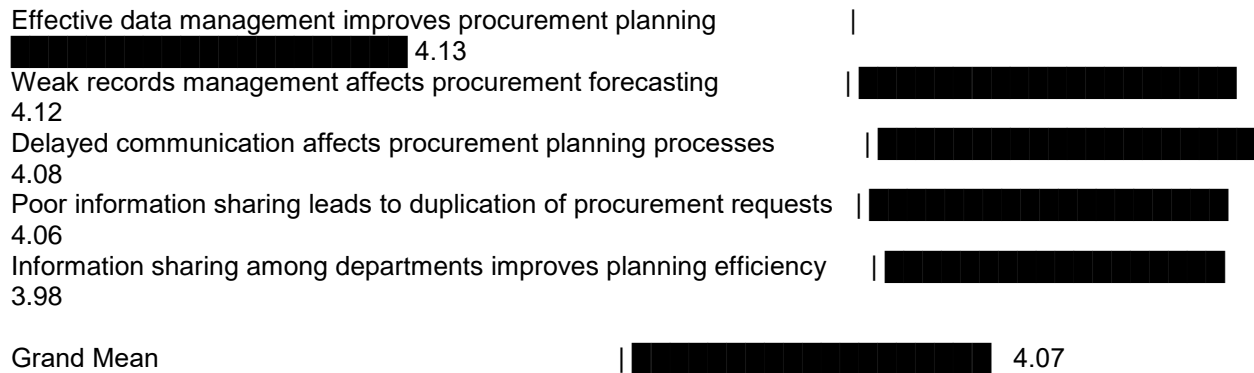 Effective data management improves procurement planning |
█████████████████████ 4.13
Weak records management affects procurement forecasting |████████████████████
4.12
Delayed communication affects procurement planning processes |████████████████████
4.08
Poor information sharing leads to duplication of procurement requests |███████████████████
4.06
Information sharing among departments improves planning efficiency |██████████████████
3.98
Grand Mean |███████████████████ 4.07